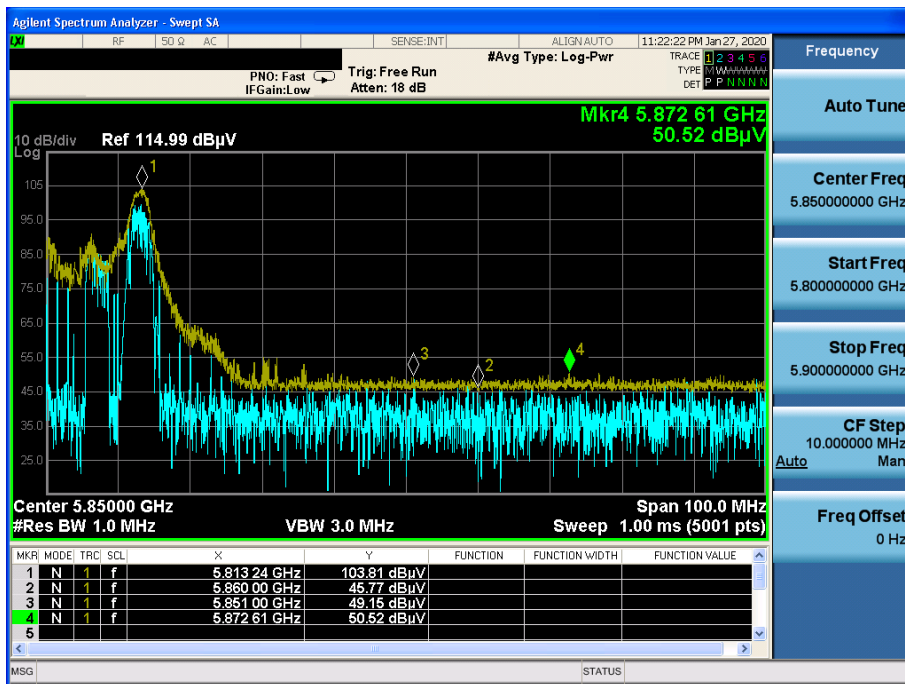 Agilent Spectrum Analyzer - Swept SA
LXI RF 50 Ω AC SENSE:INT ALIGN AUTO 11:22:22 PM Jan 27, 2020
Frequency
PNO: Fast Trig: Free Run #Avg Type: Log-Pwr TRACE 1 2 3 4 5 6
IFGain:Low Atten: 18 dB TYPE M W W W W W
DET P P N N N N
Auto Tune
Mkr4 5.872 61 GHz
50.52 dBµV
10 dB/div Ref 114.99 dBµV
Log
105
95.0
85.0
75.0
65.0
55.0
45.0
35.0
25.0
1
3
2
4
Center 5.85000 GHz Span 100.0 MHz
#Res BW 1.0 MHz VBW 3.0 MHz Sweep 1.00 ms (5001 pts)
Center Freq
5.850000000 GHz
Start Freq
5.800000000 GHz
Stop Freq
5.900000000 GHz
CF Step
10.000000 MHz
Auto Man
Freq Offset
0 Hz
MKR MODE TRC SCL X Y FUNCTION FUNCTION WIDTH FUNCTION VALUE
1 N 1 f 5.813 24 GHz 103.81 dBµV
2 N 1 f 5.860 00 GHz 45.77 dBµV
3 N 1 f 5.851 00 GHz 49.15 dBµV
4 N 1 f 5.872 61 GHz 50.52 dBµV
5
MSG STATUS